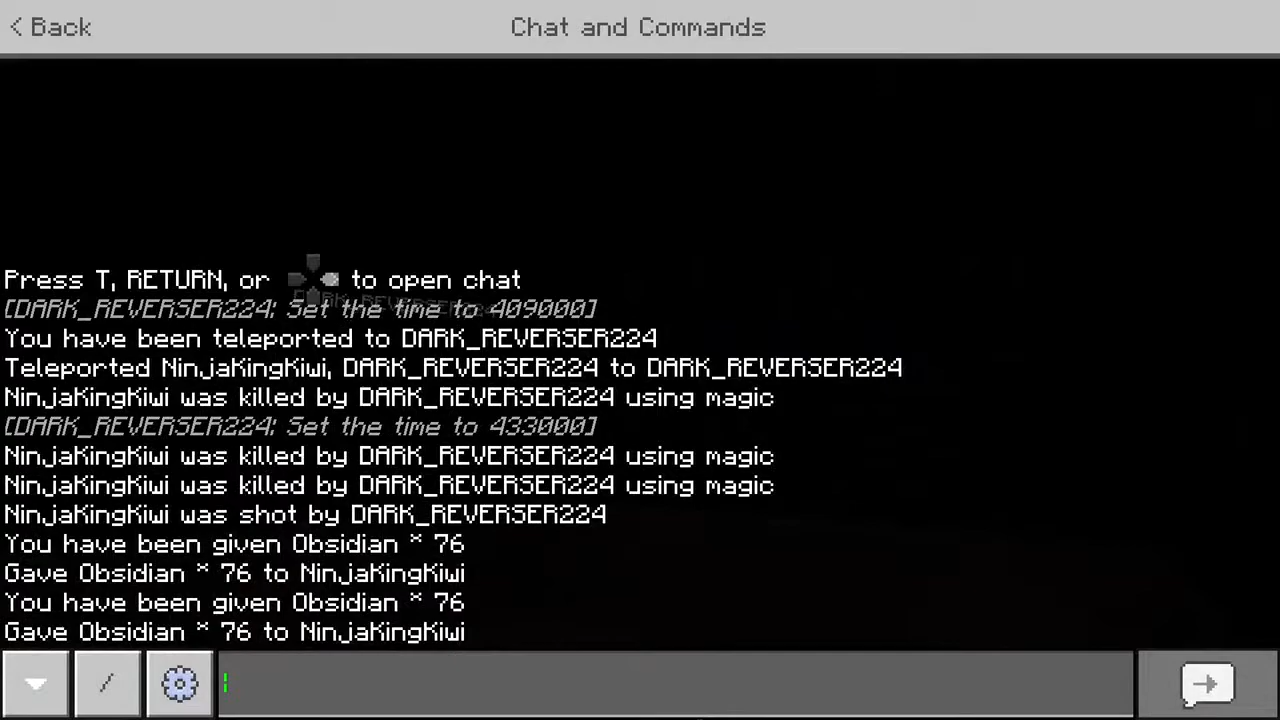 < Back
Chat and Commands
Press T, RETURN, or to open chat
[DARK_REVERSER224: Set the time to 409000]
You have been teleported to DARK_REVERSER224
Teleported NinjaKingKiwi, DARK_REVERSER224 to DARK_REVERSER224
NinjaKingKiwi was killed by DARK_REVERSER224 using magic
[DARK_REVERSER224: Set the time to 433000]
NinjaKingKiwi was killed by DARK_REVERSER224 using magic
NinjaKingKiwi was killed by DARK_REVERSER224 using magic
NinjaKingKiwi was shot by DARK_REVERSER224
You have been given Obsidian * 76
Gave Obsidian * 76 to NinjaKingKiwi
You have been given Obsidian * 76
Gave Obsidian * 76 to NinjaKingKiwi
/